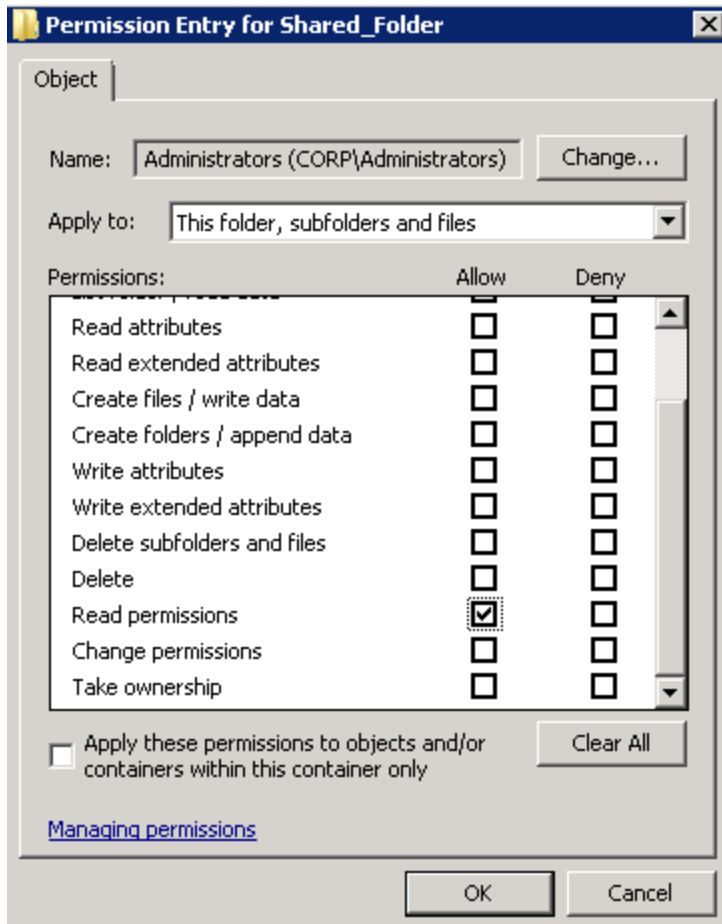 Permission Entry for Shared_Folder
Object
Name: Administrators (CORP\Administrators) Change...
Apply to: This folder, subfolders and files
Permissions: Allow Deny
Read attributes
Read extended attributes
Create files / write data
Create folders / append data
Write attributes
Write extended attributes
Delete subfolders and files
Delete
Read permissions
Change permissions
Take ownership
Apply these permissions to objects and/or Clear All
containers within this container only
Managing permissions
OK Cancel